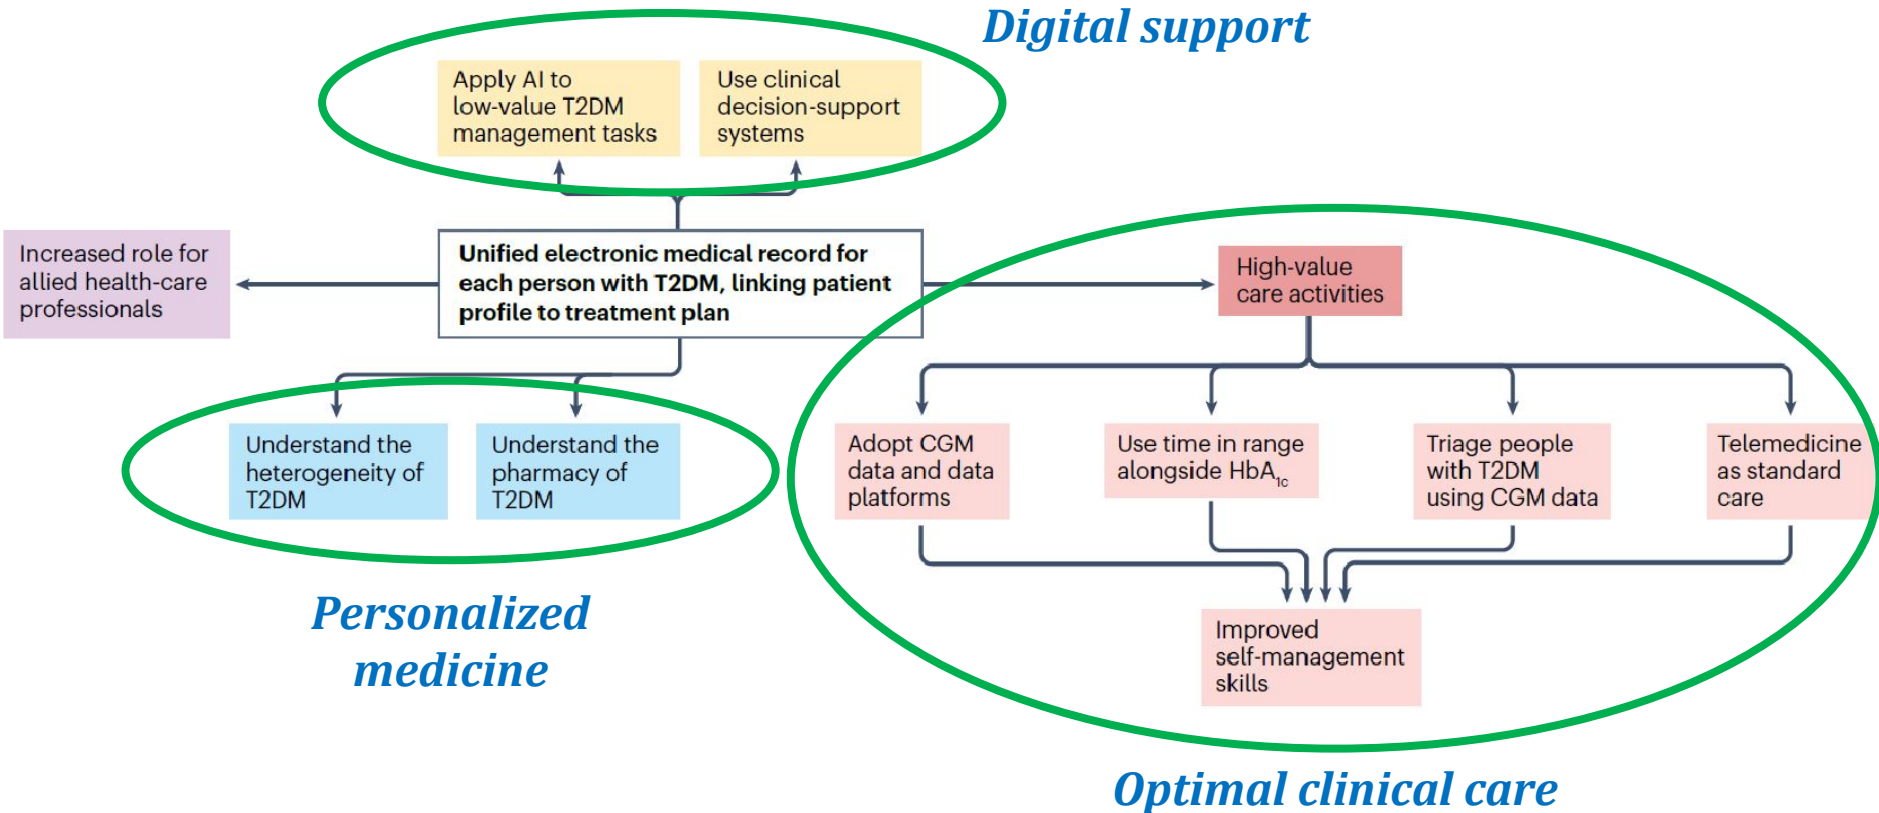 Digital support
Apply AI to
low-value T2DM
management tasks
Use clinical
decision-support
systems
Increased role for
allied health-care
professionals
Unified electronic medical record for
each person with T2DM, linking patient
profile to treatment plan
High-value
care activities
Understand the
heterogeneity of
T2DM
Understand the
pharmacy of
T2DM
Adopt CGM
data and data
platforms
Use time in range
alongside HbA1c
Triage people
with T2DM
using CGM data
Telemedicine
as standard
care
Personalized
medicine
Improved
self-management
skills
Optimal clinical care